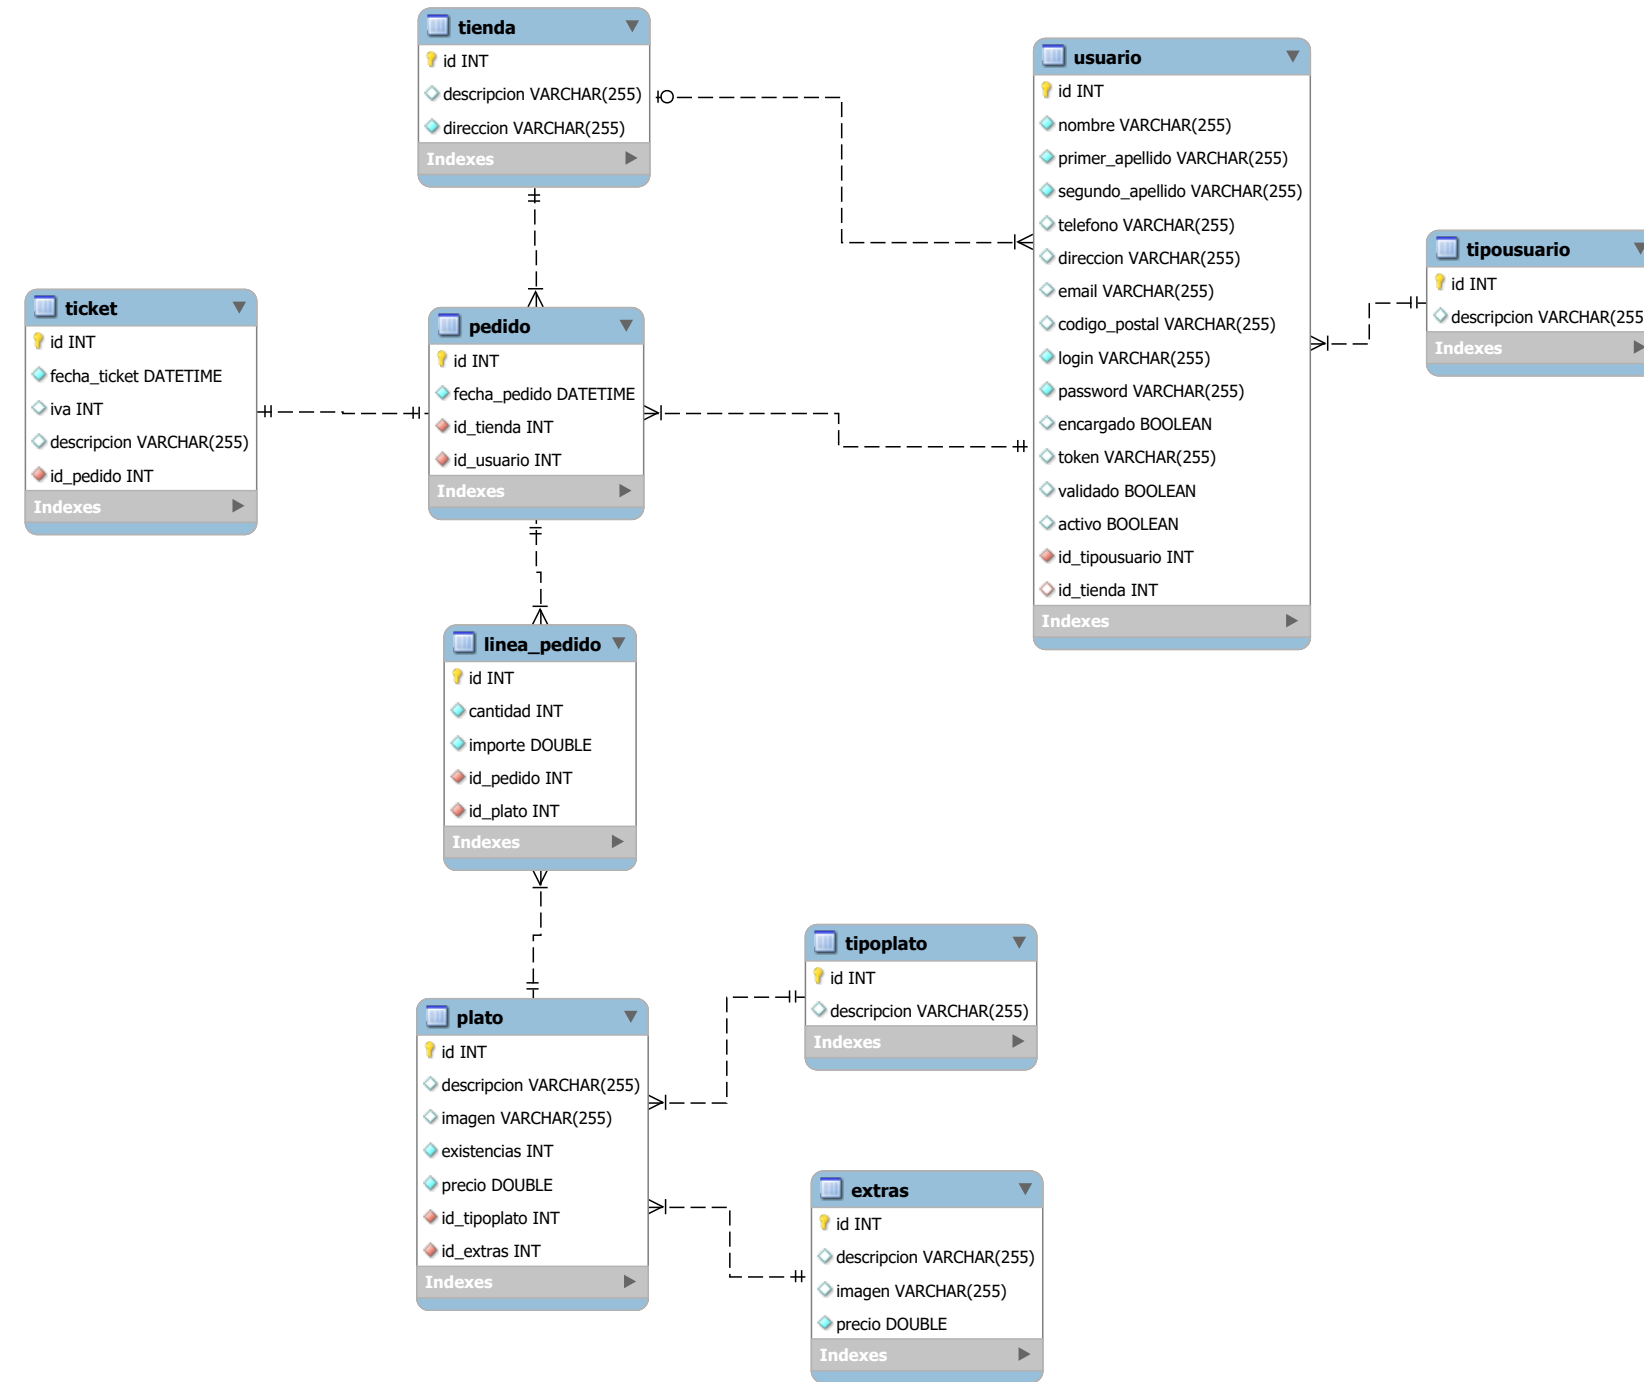 tienda
id INT
descripcion VARCHAR(255)
direccion VARCHAR(255)
Indexes
usuario
id INT
nombre VARCHAR(255)
primer_apellido VARCHAR(255)
segundo_apellido VARCHAR(255)
telefono VARCHAR(255)
direccion VARCHAR(255)
email VARCHAR(255)
codigo_postal VARCHAR(255)
login VARCHAR(255)
password VARCHAR(255)
encargado BOOLEAN
token VARCHAR(255)
validado BOOLEAN
activo BOOLEAN
id_tipousuario INT
id_tienda INT
Indexes
tipousuario
id INT
descripcion VARCHAR(255
Indexes
ticket
id INT
fecha_ticket DATETIME
iva INT
descripcion VARCHAR(255)
id_pedido INT
Indexes
pedido
id INT
fecha_pedido DATETIME
id_tienda INT
id_usuario INT
Indexes
linea_pedido
id INT
cantidad INT
importe DOUBLE
id_pedido INT
id_plato INT
Indexes
tipoplato
id INT
descripcion VARCHAR(255)
Indexes
plato
id INT
descripcion VARCHAR(255)
imagen VARCHAR(255)
existencias INT
precio DOUBLE
id_tipoplato INT
id_extras INT
Indexes
extras
id INT
descripcion VARCHAR(255)
imagen VARCHAR(255)
precio DOUBLE
Indexes